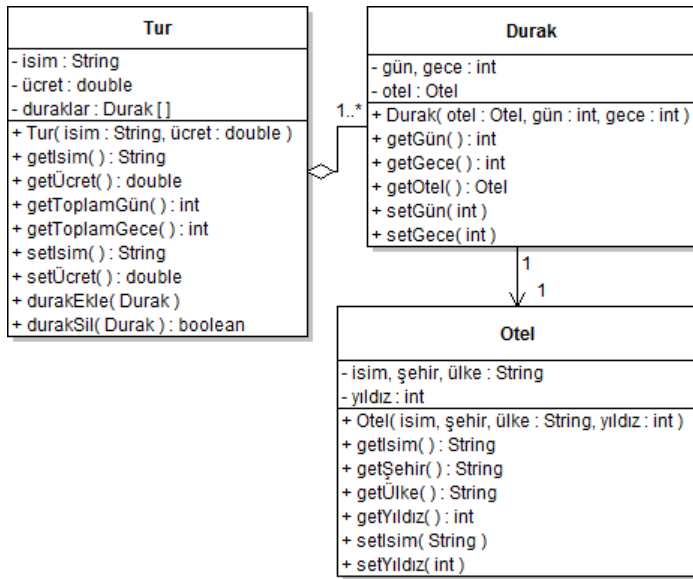 Tur
- isim : String
- ücret : double
- duraklar : Durak [ ]
+ Tur( isim : String, ücret : double )
+ getIsim( ) : String
+ getÜcret( ) : double
+ getToplamGün( ) : int
+ getToplamGece( ) : int
+ setIsim( ) : String
+ setÜcret( ) : double
+ durakEkle( Durak )
+ durakSil( Durak ) : boolean
1..*
Durak
- gün, gece : int
- otel : Otel
+ Durak( otel : Otel, gün : int, gece : int )
+ getGün( ) : int
+ getGece( ) : int
+ getOtel( ) : Otel
+ setGün( int )
+ setGece( int )
1
1
Otel
- isim, şehir, ülke : String
- yıldız : int
+ Otel( isim, şehir, ülke : String, yıldız : int )
+ getIsim( ) : String
+ getŞehir( ) : String
+ getÜlke( ) : String
+ getYıldız( ) : int
+ setIsim( String )
+ setYıldız( int )